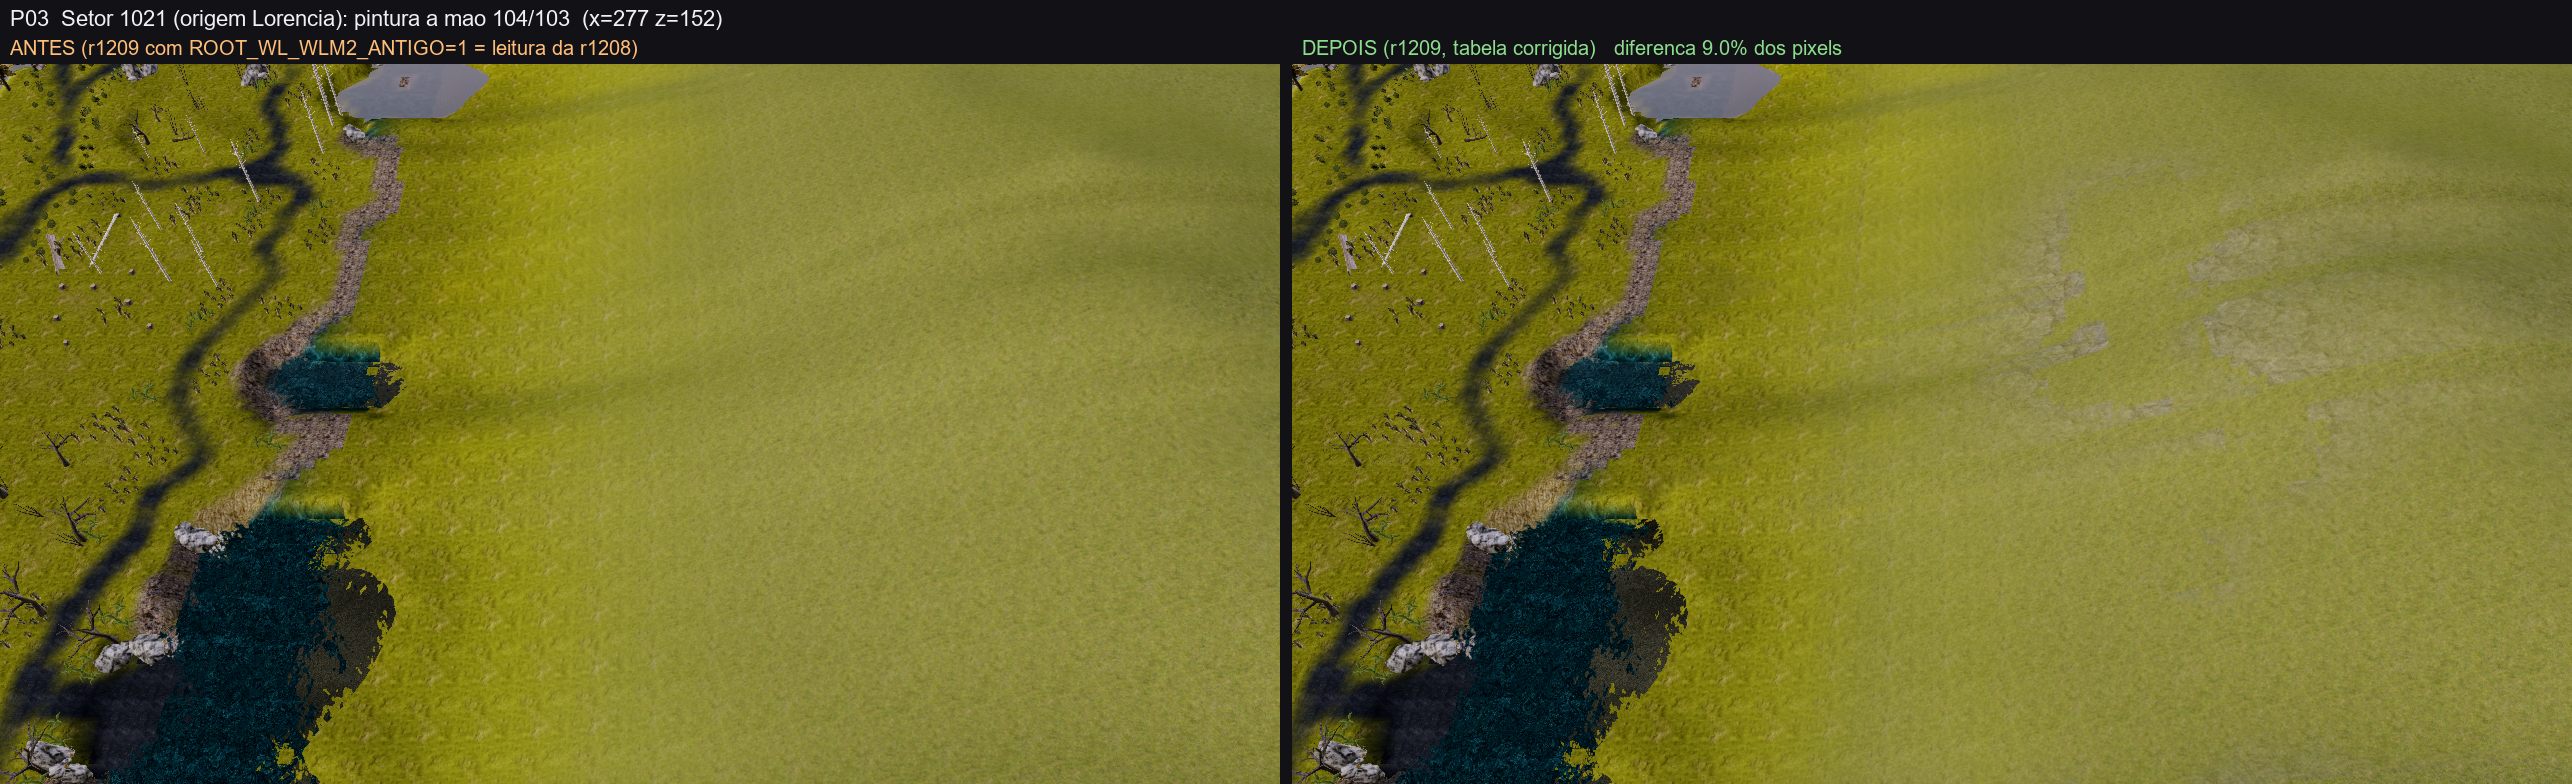 P03  Setor 1021 (origem Lorencia): pintura a mao 104/103  (x=277 z=152)
ANTES (r1209 com ROOT_WL_WLM2_ANTIGO=1 = leitura da r1208)
DEPOIS (r1209, tabela corrigida)   diferenca 9.0% dos pixels